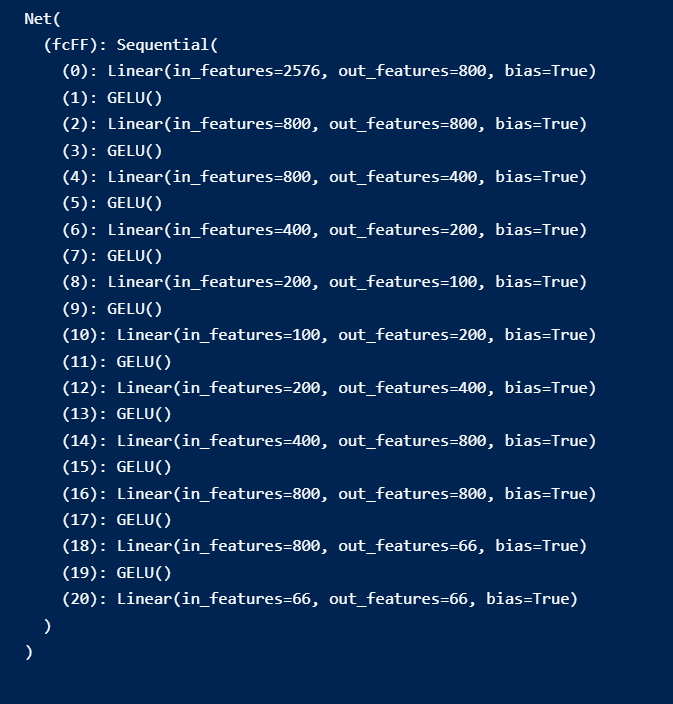 Net(
  (fcFF): Sequential(
    (0): Linear(in_features=2576, out_features=800, bias=True)
    (1): GELU()
    (2): Linear(in_features=800, out_features=800, bias=True)
    (3): GELU()
    (4): Linear(in_features=800, out_features=400, bias=True)
    (5): GELU()
    (6): Linear(in_features=400, out_features=200, bias=True)
    (7): GELU()
    (8): Linear(in_features=200, out_features=100, bias=True)
    (9): GELU()
    (10): Linear(in_features=100, out_features=200, bias=True)
    (11): GELU()
    (12): Linear(in_features=200, out_features=400, bias=True)
    (13): GELU()
    (14): Linear(in_features=400, out_features=800, bias=True)
    (15): GELU()
    (16): Linear(in_features=800, out_features=800, bias=True)
    (17): GELU()
    (18): Linear(in_features=800, out_features=66, bias=True)
    (19): GELU()
    (20): Linear(in_features=66, out_features=66, bias=True)
  )
)